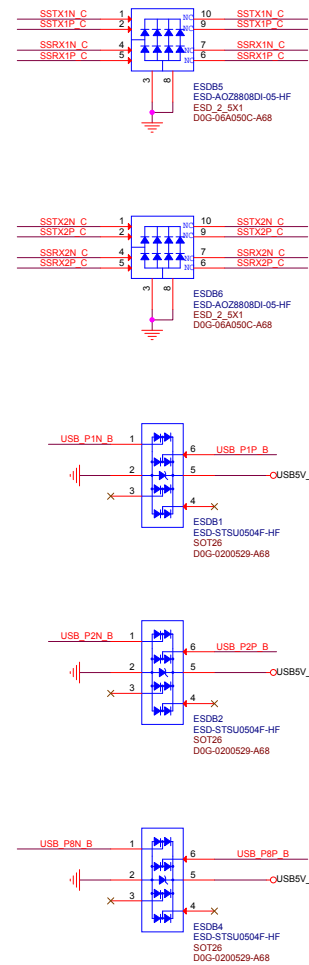 SSTX1N_C 1 10 SSTX1N_C
SSTX1P_C 2 NC 9 SSTX1P_C
SSRX1N_C 4 7 SSRX1N_C
SSRX1P_C 5 NC 6 SSRX1P_C
3 8
ESDB5
ESD-AOZ8808DI-05-HF
ESD_2_5X1
D0G-06A050C-A68
SSTX2N_C 1 10 SSTX2N_C
SSTX2P_C 2 NC 9 SSTX2P_C
SSRX2N_C 4 7 SSRX2N_C
SSRX2P_C 5 NC 6 SSRX2P_C
3 8
ESDB6
ESD-AOZ8808DI-05-HF
ESD_2_5X1
D0G-06A050C-A68
USB_P1N_B 1
6 USB_P1P_B
2 5 USB5V_
3
4
ESDB1
ESD-STSU0504F-HF
SOT26
D0G-0200529-A68
USB_P2N_B 1
6 USB_P2P_B
2 5 USB5V_
3
4
ESDB2
ESD-STSU0504F-HF
SOT26
D0G-0200529-A68
USB_P8N_B 1
6 USB_P8P_B
2 5 USB5V_
3
4
ESDB4
ESD-STSU0504F-HF
SOT26
D0G-0200529-A68